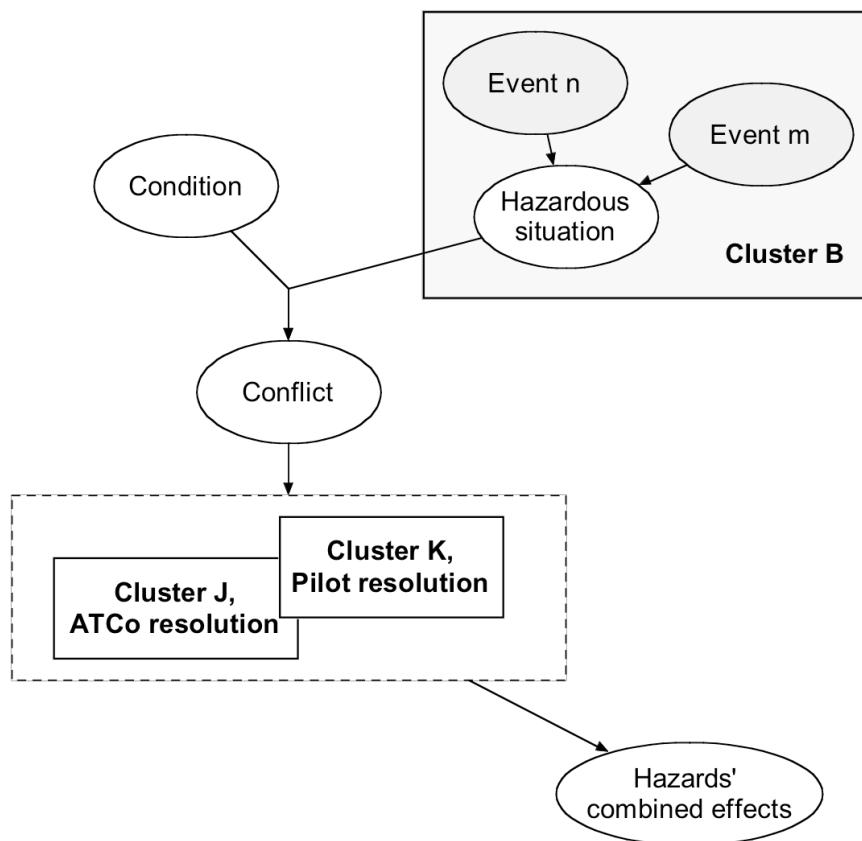 Event n
Event m
Condition
Hazardous
situation
Cluster B
Conflict
Cluster K,
Pilot resolution
Cluster J,
ATCo resolution
Hazards'
combined effects